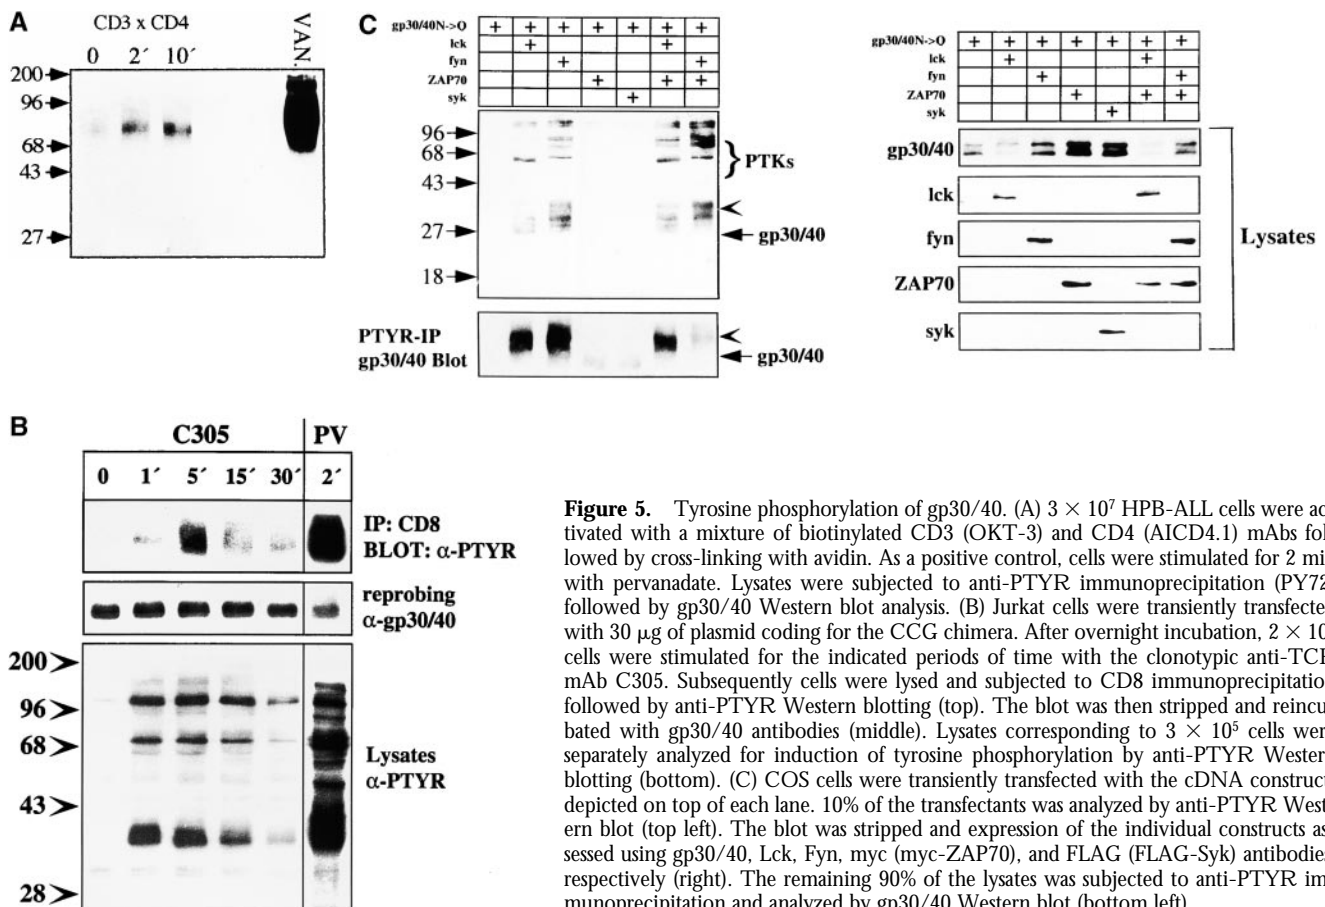 A
CD3 x CD4
VAN.
0 2´ 10´
200
96
68
43
27
C
gp30/40N->O + + + + + + +
lck + +
fyn + +
ZAP70 + + +
syk +
96
68
43
27
18
PTKs
gp30/40
PTYR-IP
gp30/40 Blot
gp30/40
gp30/40N->O + + + + + + +
lck + +
fyn + +
ZAP70 + + +
syk +
gp30/40
lck
fyn
ZAP70
syk
Lysates
B
C305 PV
0 1´ 5´ 15´ 30´ 2´
IP: CD8
BLOT: α-PTYR
reprobing
α-gp30/40
200
96
68
43
28
Lysates
α-PTYR
Figure 5. Tyrosine phosphorylation of gp30/40. (A) 3 × 10⁷ HPB-ALL cells were ac
tivated with a mixture of biotinylated CD3 (OKT-3) and CD4 (AICD4.1) mAbs fol
lowed by cross-linking with avidin. As a positive control, cells were stimulated for 2 mi
with pervanadate. Lysates were subjected to anti-PTYR immunoprecipitation (PY72
followed by gp30/40 Western blot analysis. (B) Jurkat cells were transiently transfecte
with 30 μg of plasmid coding for the CCG chimera. After overnight incubation, 2 × 10
cells were stimulated for the indicated periods of time with the clonotypic anti-TCR
mAb C305. Subsequently cells were lysed and subjected to CD8 immunoprecipitatio
followed by anti-PTYR Western blotting (top). The blot was then stripped and reincu
bated with gp30/40 antibodies (middle). Lysates corresponding to 3 × 10⁵ cells wer
separately analyzed for induction of tyrosine phosphorylation by anti-PTYR Wester
blotting (bottom). (C) COS cells were transiently transfected with the cDNA construct
depicted on top of each lane. 10% of the transfectants was analyzed by anti-PTYR West
ern blot (top left). The blot was stripped and expression of the individual constructs as
sessed using gp30/40, Lck, Fyn, myc (myc-ZAP70), and FLAG (FLAG-Syk) antibodies
respectively (right). The remaining 90% of the lysates was subjected to anti-PTYR im
munoprecipitation and analyzed by gp30/40 Western blot (bottom left).